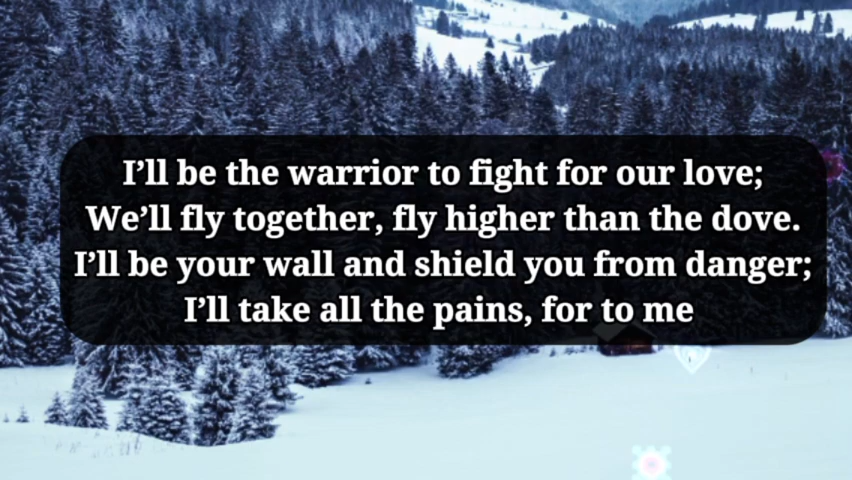 I’ll be the warrior to fight for our love;
We’ll fly together, fly higher than the dove.
I’ll be your wall and shield you from danger;
I’ll take all the pains, for to me